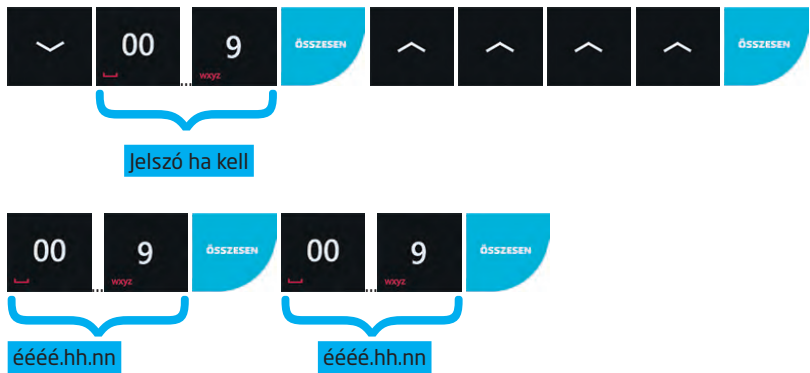 00 ... 9 ÖSSZESEN ÖSSZESEN
wxyz
Jelszó ha kell
00 ... 9 ÖSSZESEN 00 ... 9 ÖSSZESEN
wxyz wxyz
éééé.hh.nn éééé.hh.nn